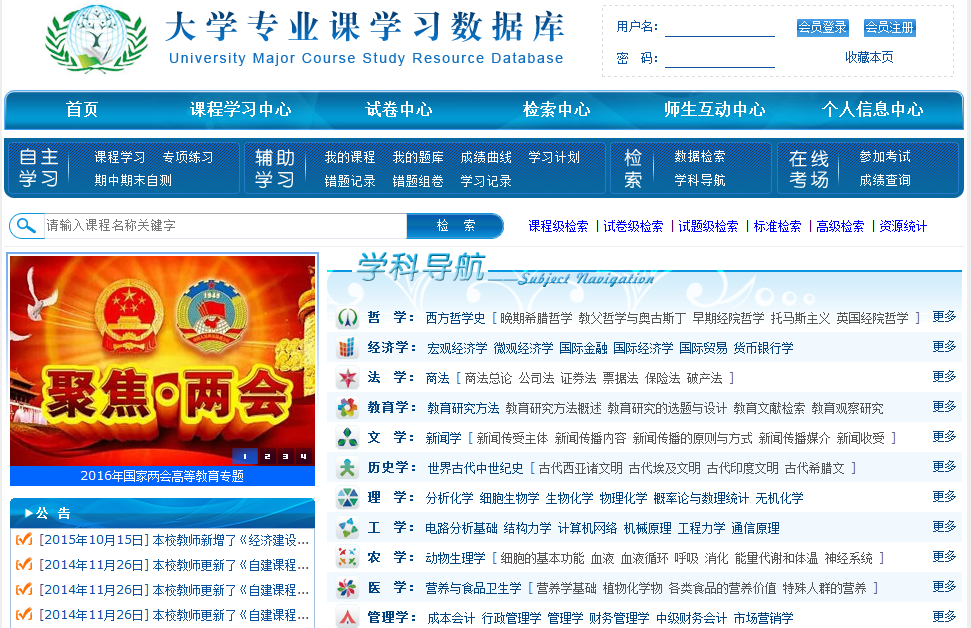 大学专业课学习数据库
University Major Course Study Resource Database
用户名： 会员登录 会员注册
密 码： 收藏本页
首页 课程学习中心 试卷中心 检索中心 师生互动中心 个人信息中心
自主学习 课程学习 专项练习 期中期末自测
辅助学习 我的课程 我的题库 成绩曲线 学习计划 错题记录 错题组卷 学习记录
检索 数据检索 学科导航
在线考场 参加考试 成绩查询
请输入课程名称关键字 检 索 课程级检索 试卷级检索 试题级检索 标准检索 高级检索 资源统计
1949
聚焦两会
1 2 3 4
2016年国家两会高等教育专题
公 告
[2015年10月15日] 本校教师新增了《经济建设...
[2014年11月26日] 本校教师更新了《自建课程...
[2014年11月26日] 本校教师更新了《自建课程...
[2014年11月26日] 本校教师更新了《自建课程...
学科导航 Subject Navigation
哲 学： 西方哲学史 [ 晚期希腊哲学 教父哲学与奥古斯丁 早期经院哲学 托马斯主义 英国经院哲学 ] 更多
经济学： 宏观经济学 微观经济学 国际金融 国际经济学 国际贸易 货币银行学 更多
法 学： 商法 [ 商法总论 公司法 证券法 票据法 保险法 破产法 ] 更多
教育学： 教育研究方法 教育研究方法概述 教育研究的选题与设计 教育文献检索 教育观察研究 更多
文 学： 新闻学 [ 新闻传受主体 新闻传播内容 新闻传播的原则与方式 新闻传播媒介 新闻收受 ] 更多
历史学： 世界古代中世纪史 [ 古代西亚诸文明 古代埃及文明 古代印度文明 古代希腊文 ] 更多
理 学： 分析化学 细胞生物学 生物化学 物理化学 概率论与数理统计 无机化学 更多
工 学： 电路分析基础 结构力学 计算机网络 机械原理 工程力学 通信原理 更多
农 学： 动物生理学 [ 细胞的基本功能 血液 血液循环 呼吸 消化 能量代谢和体温 神经系统 ] 更多
医 学： 营养与食品卫生学 [ 营养学基础 植物化学物 各类食品的营养价值 特殊人群的营养 ] 更多
管理学： 成本会计 行政管理学 管理学 财务管理学 中级财务会计 市场营销学 更多